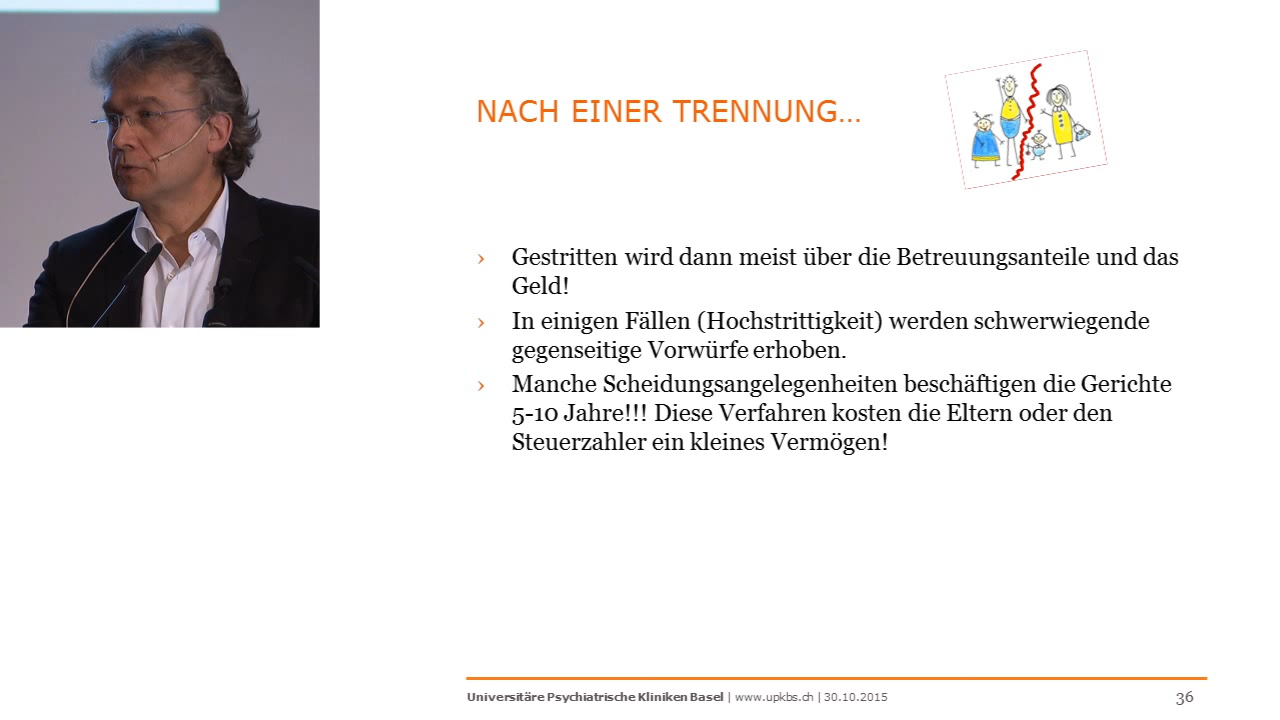 NACH EINER TRENNUNG…
› Gestritten wird dann meist über die Betreuungsanteile und das
Geld!
› In einigen Fällen (Hochstrittigkeit) werden schwerwiegende
gegenseitige Vorwürfe erhoben.
› Manche Scheidungsangelegenheiten beschäftigen die Gerichte
5-10 Jahre!!! Diese Verfahren kosten die Eltern oder den
Steuerzahler ein kleines Vermögen!
Universitäre Psychiatrische Kliniken Basel | www.upkbs.ch | 30.10.2015
36